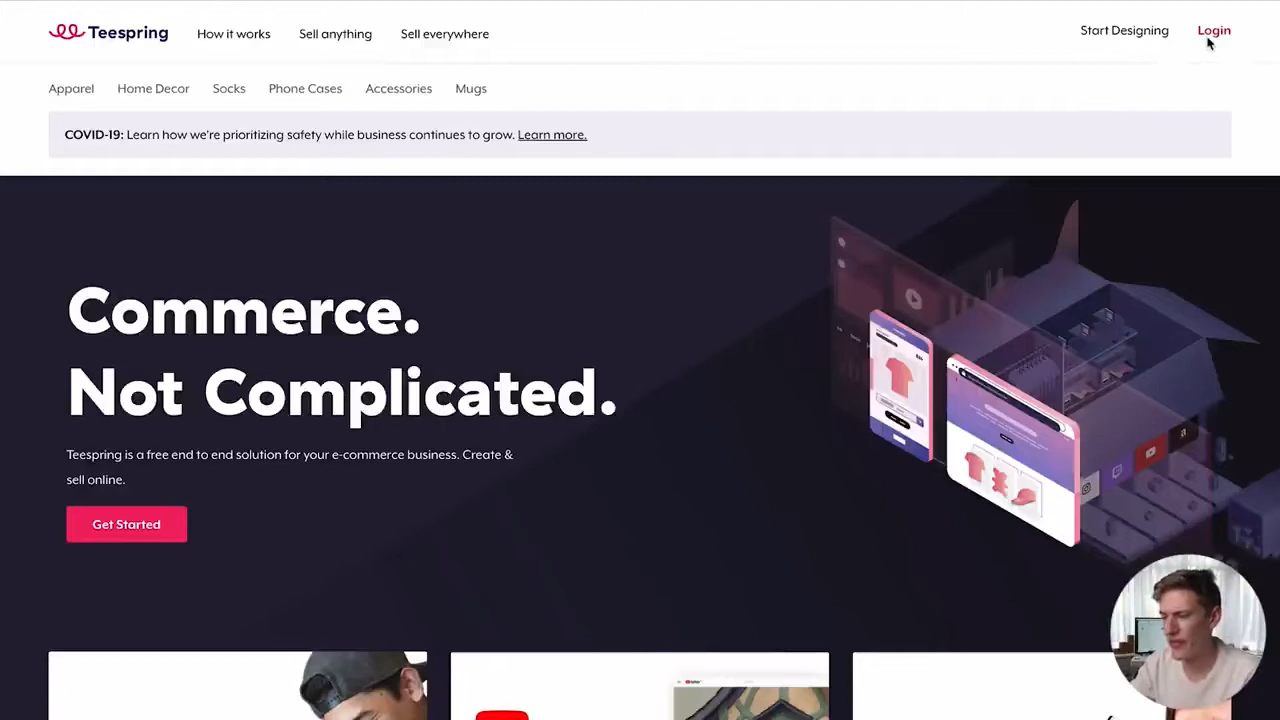 Teespring How it works Sell anything Sell everywhere Start Designing Login
Apparel Home Decor Socks Phone Cases Accessories Mugs
COVID-19: Learn how we're prioritizing safety while business continues to grow. Learn more.
Commerce.
Not Complicated.
Teespring is a free end to end solution for your e-commerce business. Create &
sell online.
Get Started